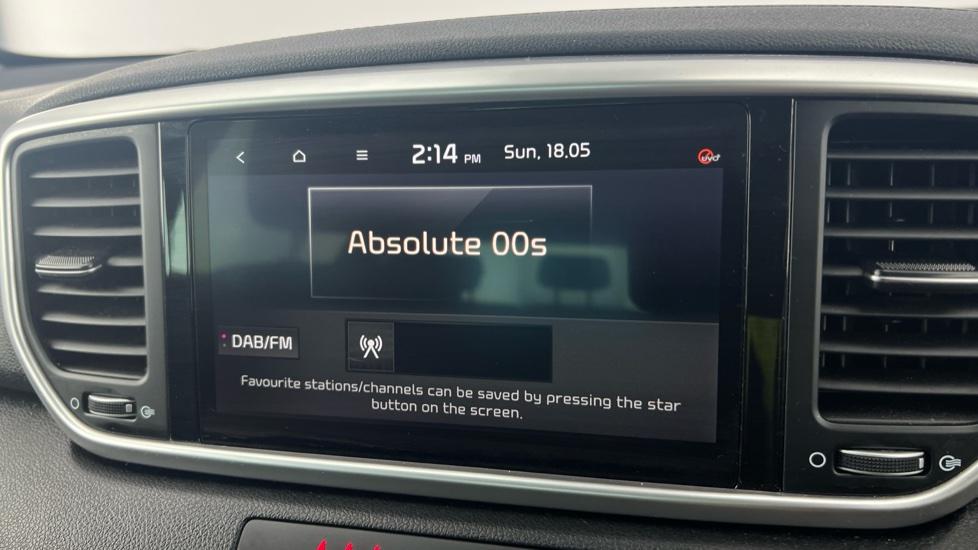 2:14 PM Sun, 18.05 UVO
Absolute 00s
DAB/FM
Favourite stations/channels can be saved by pressing the star
button on the screen.